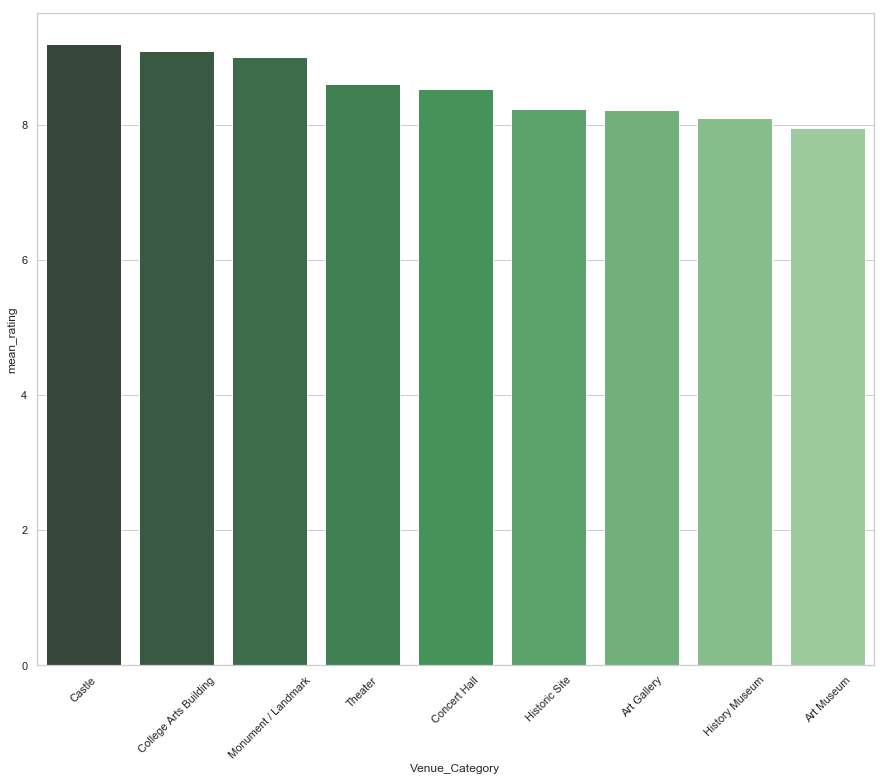 mean_rating
8
6
4
2
0
Castle
College Arts Building
Monument / Landmark
Theater
Concert Hall
Historic Site
Art Gallery
History Museum
Art Museum
Venue_Category